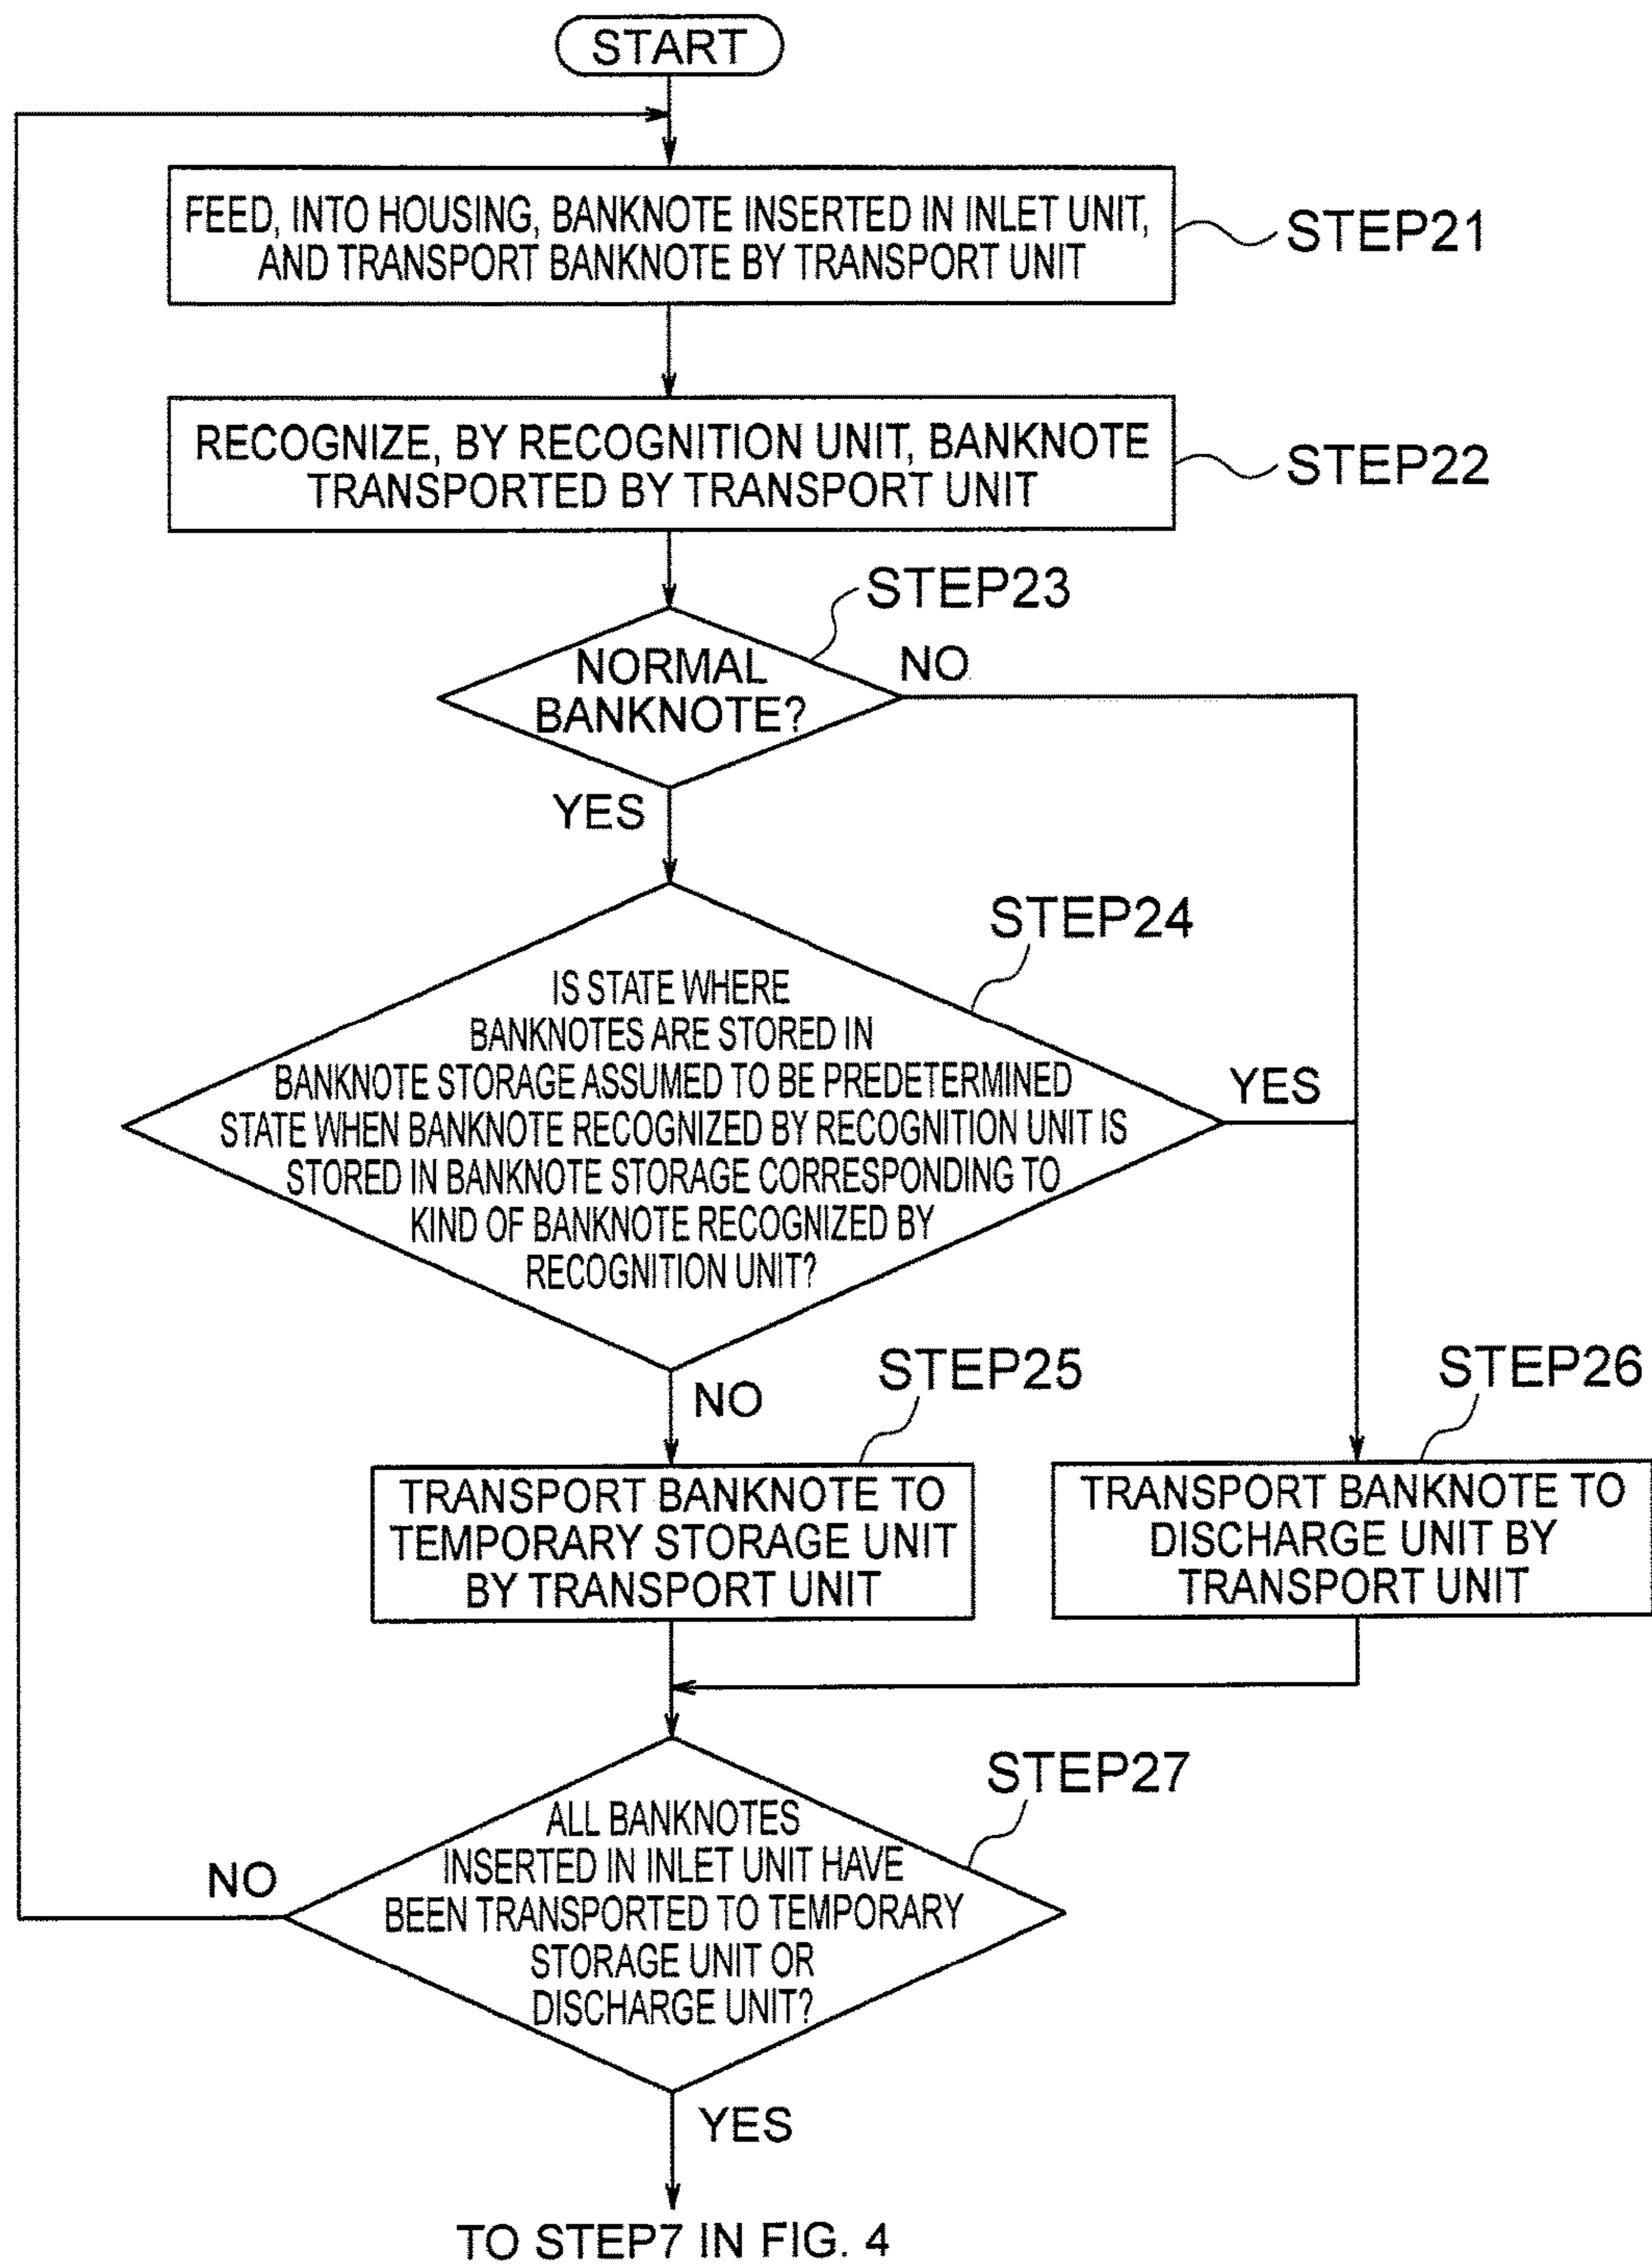 START
FEED, INTO HOUSING, BANKNOTE INSERTED IN INLET UNIT,
AND TRANSPORT BANKNOTE BY TRANSPORT UNIT
STEP21
RECOGNIZE, BY RECOGNITION UNIT, BANKNOTE
TRANSPORTED BY TRANSPORT UNIT
STEP22
STEP23
NORMAL
BANKNOTE?
NO
YES
STEP24
IS STATE WHERE
BANKNOTES ARE STORED IN
BANKNOTE STORAGE ASSUMED TO BE PREDETERMINED
STATE WHEN BANKNOTE RECOGNIZED BY RECOGNITION UNIT IS
STORED IN BANKNOTE STORAGE CORRESPONDING TO
KIND OF BANKNOTE RECOGNIZED BY
RECOGNITION UNIT?
YES
NO
STEP25
TRANSPORT BANKNOTE TO
TEMPORARY STORAGE UNIT
BY TRANSPORT UNIT
STEP26
TRANSPORT BANKNOTE TO
DISCHARGE UNIT BY
TRANSPORT UNIT
STEP27
ALL BANKNOTES
INSERTED IN INLET UNIT HAVE
BEEN TRANSPORTED TO TEMPORARY
STORAGE UNIT OR
DISCHARGE UNIT?
NO
YES
TO STEP7 IN FIG. 4